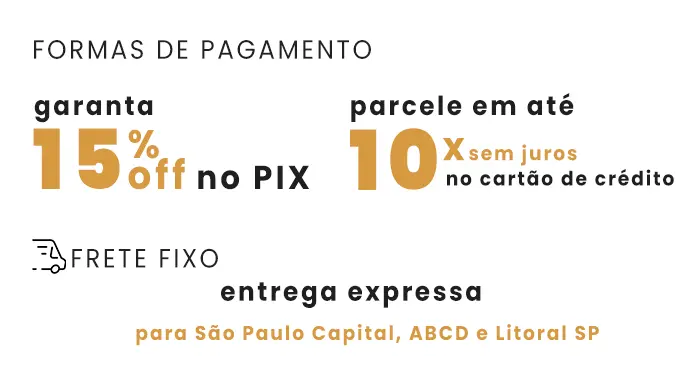 FORMAS DE PAGAMENTO
garanta
15% off no PIX
parcele em até
10x sem juros
no cartão de crédito
FRETE FIXO
entrega expressa
para São Paulo Capital, ABCD e Litoral SP